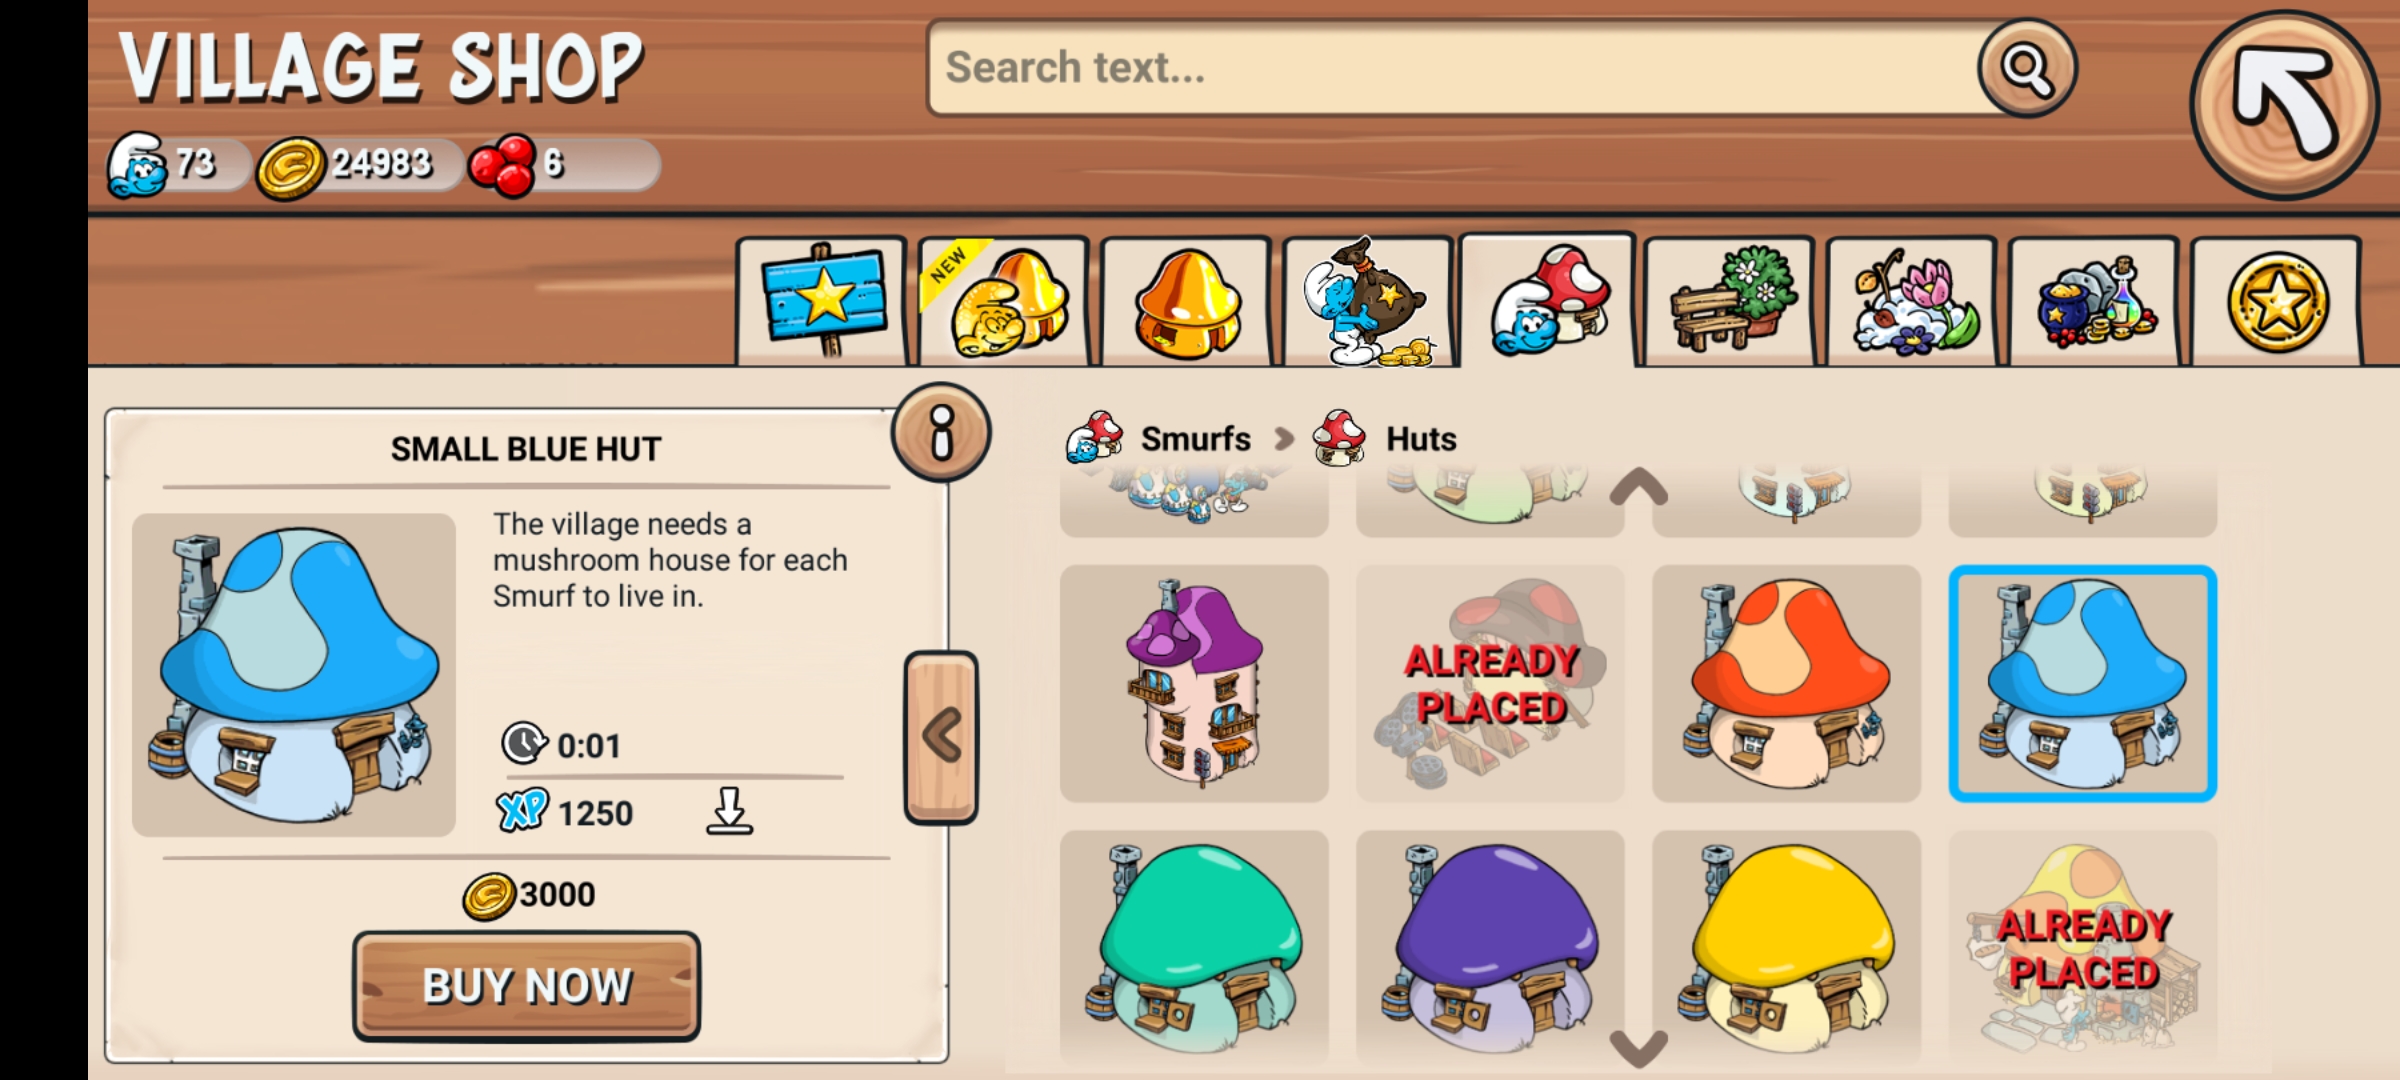 VILLAGE SHOP
Search text...
73
24983
6
NEW
SMALL BLUE HUT
The village needs a
mushroom house for each
Smurf to live in.
0:01
XP 1250
3000
BUY NOW
Smurfs > Huts
ALREADY
PLACED
ALREADY
PLACED